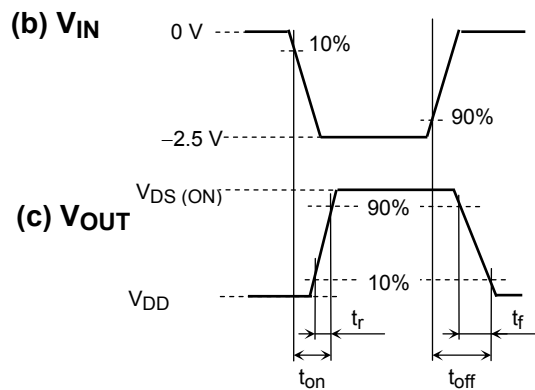 (b) VIN
0 V
10%
90%
−2.5 V
VDS (ON)
(c) VOUT
90%
10%
VDD
tr
tf
ton
toff